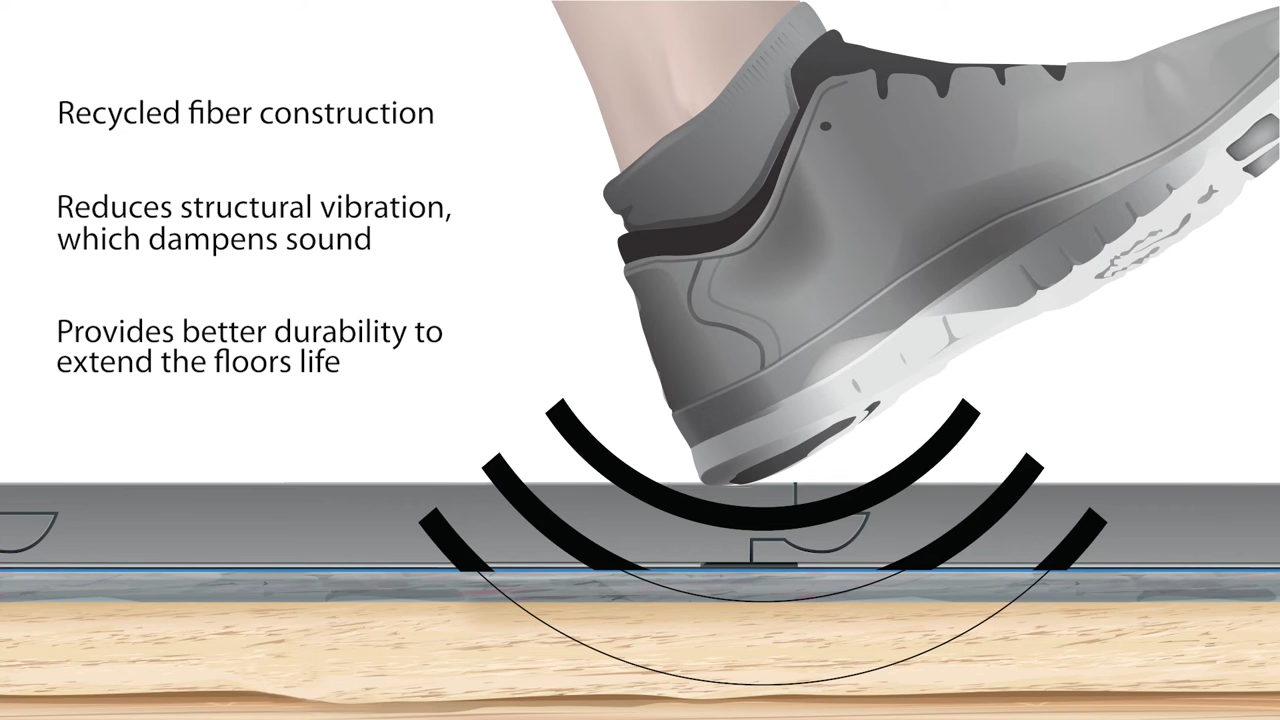 Recycled fiber construction
Reduces structural vibration,
which dampens sound
Provides better durability to
extend the floors life